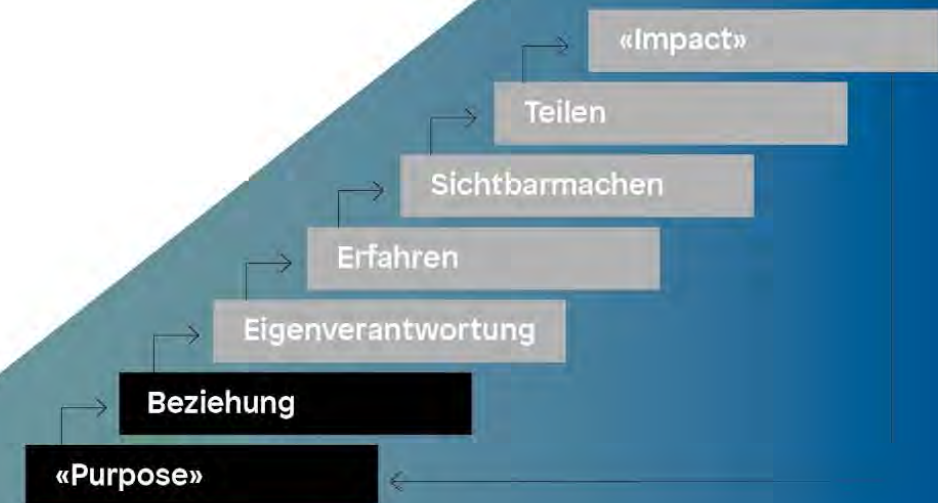 «Impact»
Teilen
Sichtbarmachen
Erfahren
Eigenverantwortung
Beziehung
«Purpose»